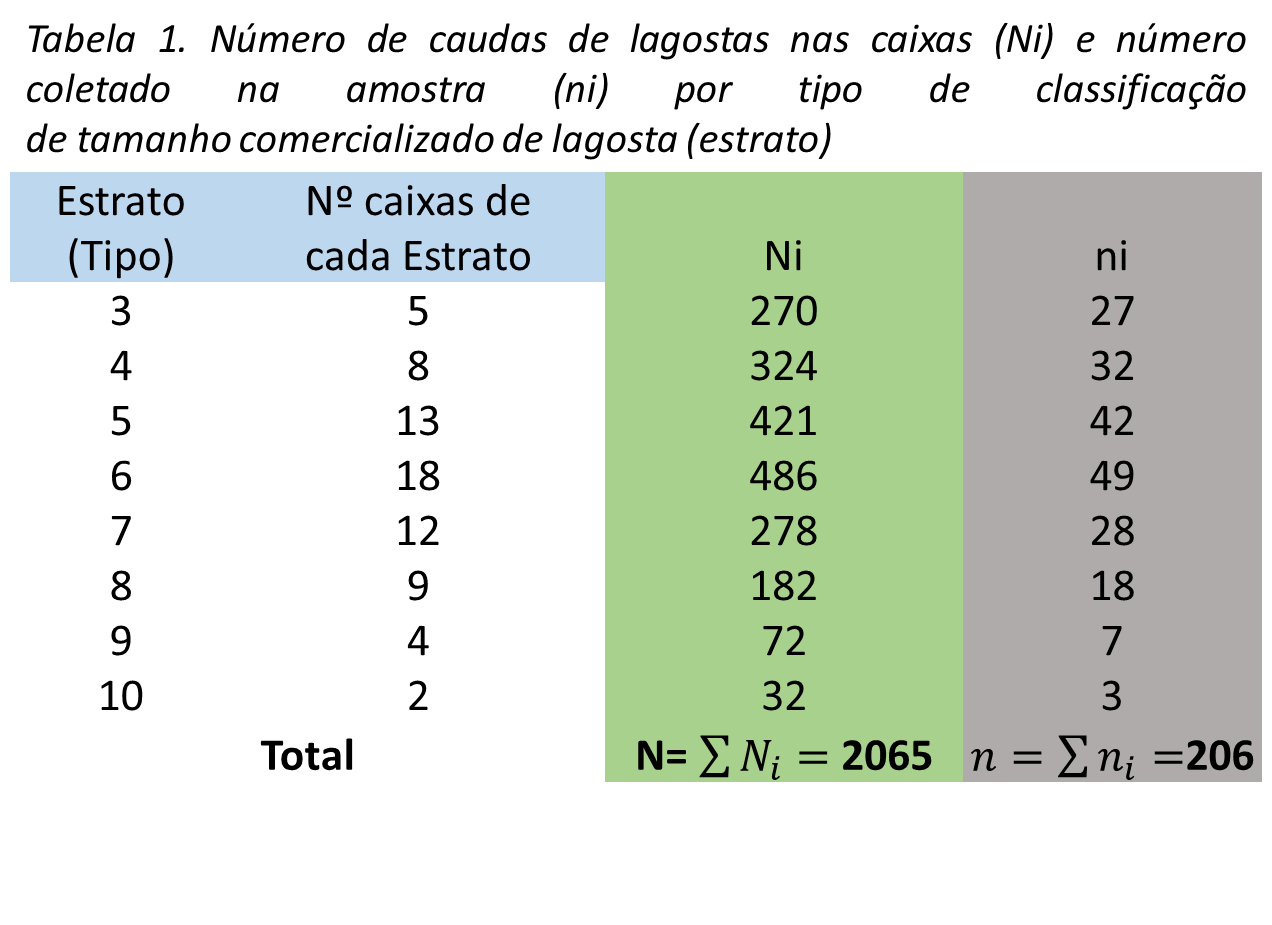 Tabela 1. Número de caudas de lagostas nas caixas (Ni) e número
coletado na amostra (ni) por tipo de classificação
de tamanho comercializado de lagosta (estrato)
Estrato (Tipo) Nº caixas de cada Estrato Ni ni
3 5 270 27
4 8 324 32
5 13 421 42
6 18 486 49
7 12 278 28
8 9 182 18
9 4 72 7
10 2 32 3
Total N= ∑ Nᵢ = 2065 n = ∑ nᵢ =206